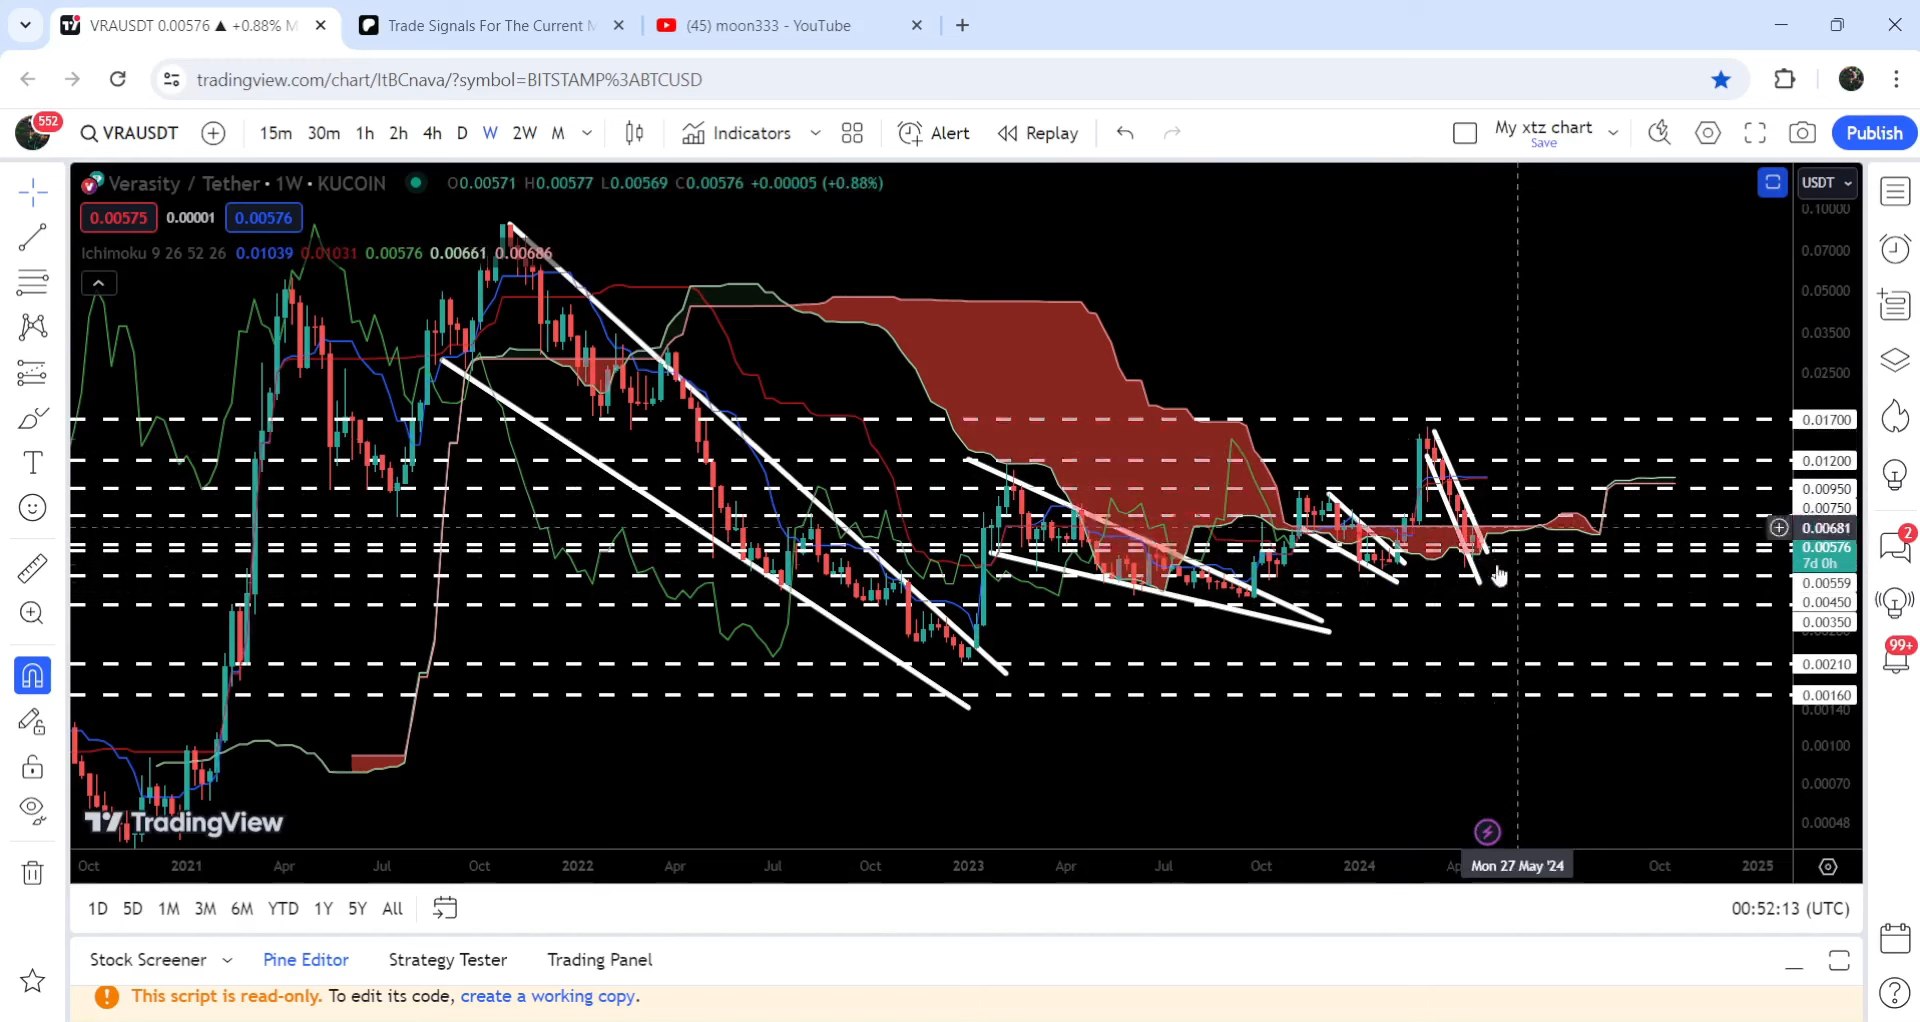 VRAUSDT 0.00576 ▲ +0.88% M
Trade Signals For The Current M
(45) moon333 - YouTube
tradingview.com/chart/ItBCnava/?symbol=BITSTAMP%3ABTCUSD
552
VRAUSDT 15m 30m 1h 2h 4h D W 2W M Indicators Alert Replay My xtz chart Publish
Save
Verasity / Tether • 1W • KUCOIN O0.00571 H0.00577 L0.00569 C0.00576 +0.00005 (+0.88%) USDT
0.00575 0.00001 0.00576
Ichimoku 9 26 52 26 0.01039 0.01031 0.00576 0.00661 0.00686
0.10000
0.07000
0.05000
0.03500
0.02500
0.01700
0.01200
0.00950
0.00750
0.00681
0.00576
7d 0h
0.00559
0.00450
0.00350
0.00210
0.00160
0.00140
0.00100
0.00070
0.00048
2
99+
TradingView
Oct 2021 Apr Jul Oct 2022 Apr Jul Oct 2023 Apr Jul Oct 2024 Mon 27 May '24 Oct 2025
1D 5D 1M 3M 6M YTD 1Y 5Y All 00:52:13 (UTC)
Stock Screener Pine Editor Strategy Tester Trading Panel
This script is read-only. To edit its code, create a working copy.